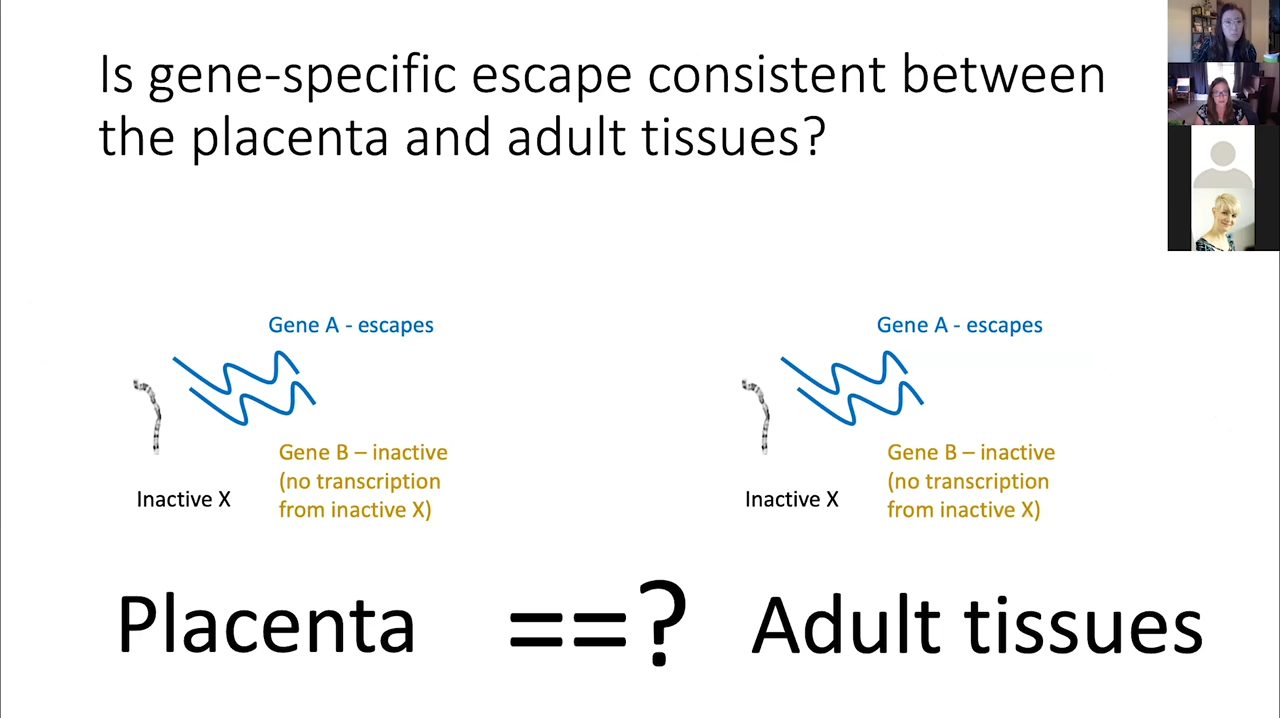 Is gene-specific escape consistent between
the placenta and adult tissues?
Gene A - escapes
Gene B – inactive
(no transcription
from inactive X)
Inactive X
Gene A - escapes
Gene B – inactive
(no transcription
from inactive X)
Inactive X
Placenta ==? Adult tissues